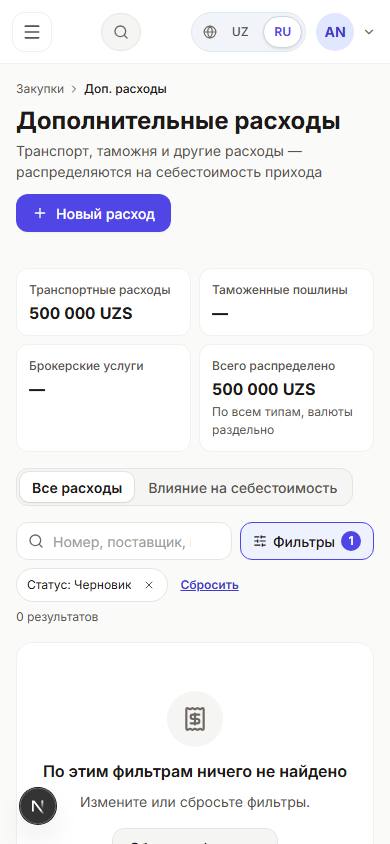 UZ
RU
AN
Закупки > Доп. расходы
Дополнительные расходы
Транспорт, таможня и другие расходы —
распределяются на себестоимость прихода
+ Новый расход
Транспортные расходы
500 000 UZS
Таможенные пошлины
—
Брокерские услуги
—
Всего распределено
500 000 UZS
По всем типам, валюты
раздельно
Все расходы
Влияние на себестоимость
Номер, поставщик,
Фильтры 1
Статус: Черновик ×
Сбросить
0 результатов
По этим фильтрам ничего не найдено
N
Измените или сбросьте фильтры.